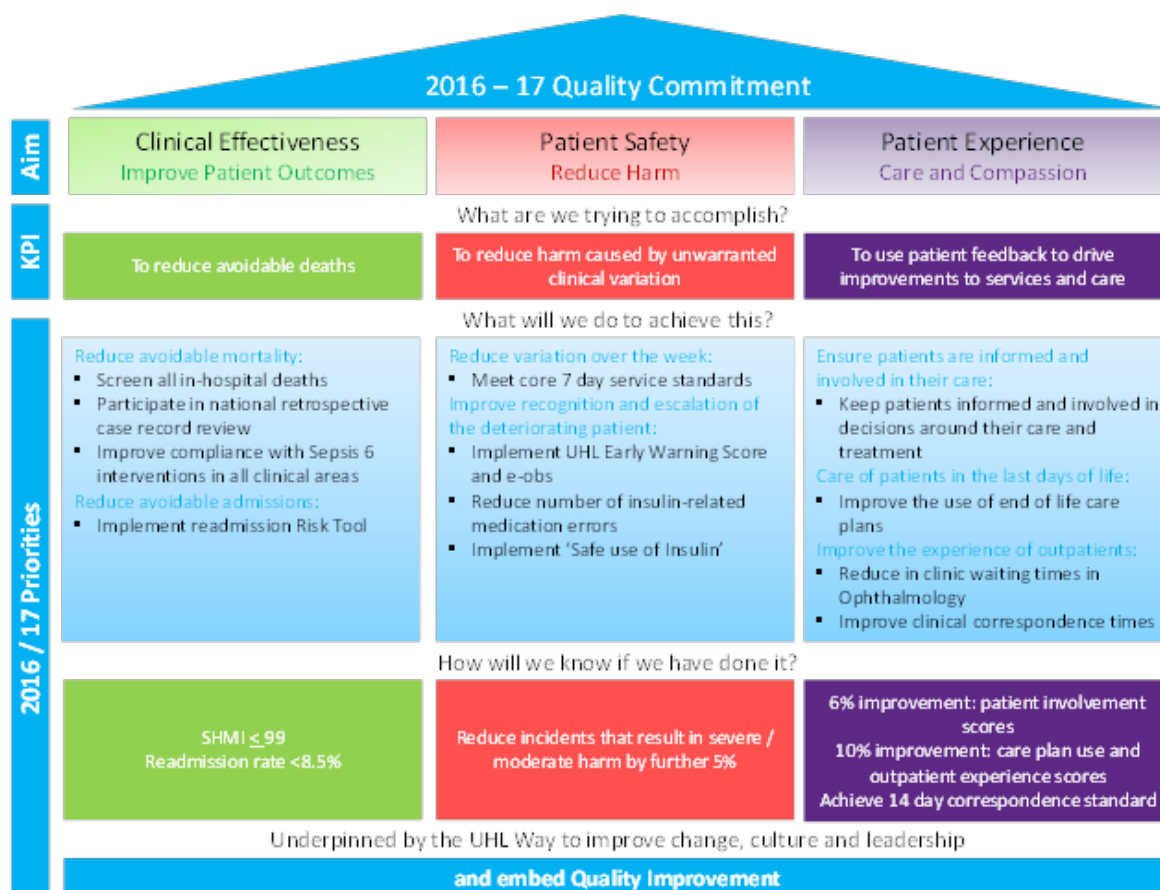 2016 – 17 Quality Commitment
Aim
Clinical Effectiveness
Improve Patient Outcomes
Patient Safety
Reduce Harm
Patient Experience
Care and Compassion
What are we trying to accomplish?
KPI
To reduce avoidable deaths
To reduce harm caused by unwarranted
clinical variation
To use patient feedback to drive
improvements to services and care
What will we do to achieve this?
2016 / 17 Priorities
Reduce avoidable mortality:
▪ Screen all in-hospital deaths
▪ Participate in national retrospective
case record review
▪ Improve compliance with Sepsis 6
interventions in all clinical areas
Reduce avoidable admissions:
▪ Implement readmission Risk Tool
Reduce variation over the week:
▪ Meet core 7 day service standards
Improve recognition and escalation of
the deteriorating patient:
▪ Implement UHL Early Warning Score
and e-obs
▪ Reduce number of insulin-related
medication errors
▪ Implement ‘Safe use of Insulin’
Ensure patients are informed and
involved in their care:
▪ Keep patients informed and involved in
decisions around their care and
treatment
Care of patients in the last days of life:
▪ Improve the use of end of life care
plans
Improve the experience of outpatients:
▪ Reduce in clinic waiting times in
Ophthalmology
▪ Improve clinical correspondence times
How will we know if we have done it?
SHMI ≤ 99
Readmission rate <8.5%
Reduce incidents that result in severe /
moderate harm by further 5%
6% improvement: patient involvement
scores
10% improvement: care plan use and
outpatient experience scores
Achieve 14 day correspondence standard
Underpinned by the UHL Way to improve change, culture and leadership
and embed Quality Improvement